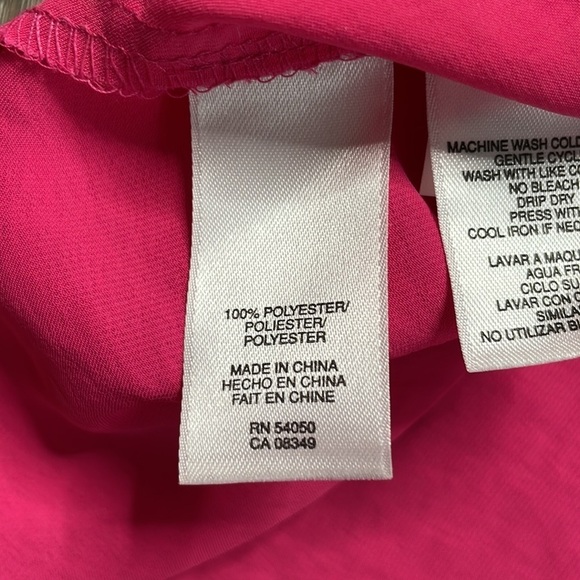 100% POLYESTER/
POLIESTER/
POLYESTER
MADE IN CHINA
HECHO EN CHINA
FAIT EN CHINE
RN 54050
CA 08349
MACHINE WASH COLD
GENTLE CYCL
WASH WITH LIKE CO
NO BLEACH
DRIP DRY
PRESS WITH
COOL IRON IF NEC
LAVAR A MAQU
AGUA FR
CICLO SU
LAVAR CON
SIMILA
NO UTILIZAR B